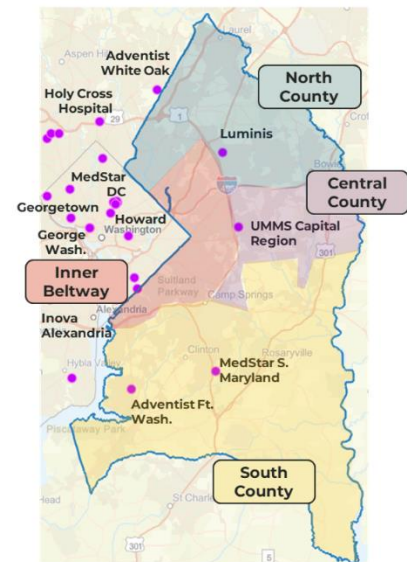 Laurel
Aspen Hill
Adventist
White Oak
North
County
Holy Cross
Hospital
29
1
Luminis
MedStar
DC
Bowie
Central
County
Georgetown
Howard
George
Wash.
Washington
UMMS Capital
Region
301
Inner
Beltway
Suitland
Parkway
Camp Springs
Alexandria
Inova
Alexandria
Hybla Valley
Clinton
Rosaryville
MedStar S.
Maryland
Adventist Ft.
Wash.
Piscataway Park
South
County
St Charles
Head
301
5